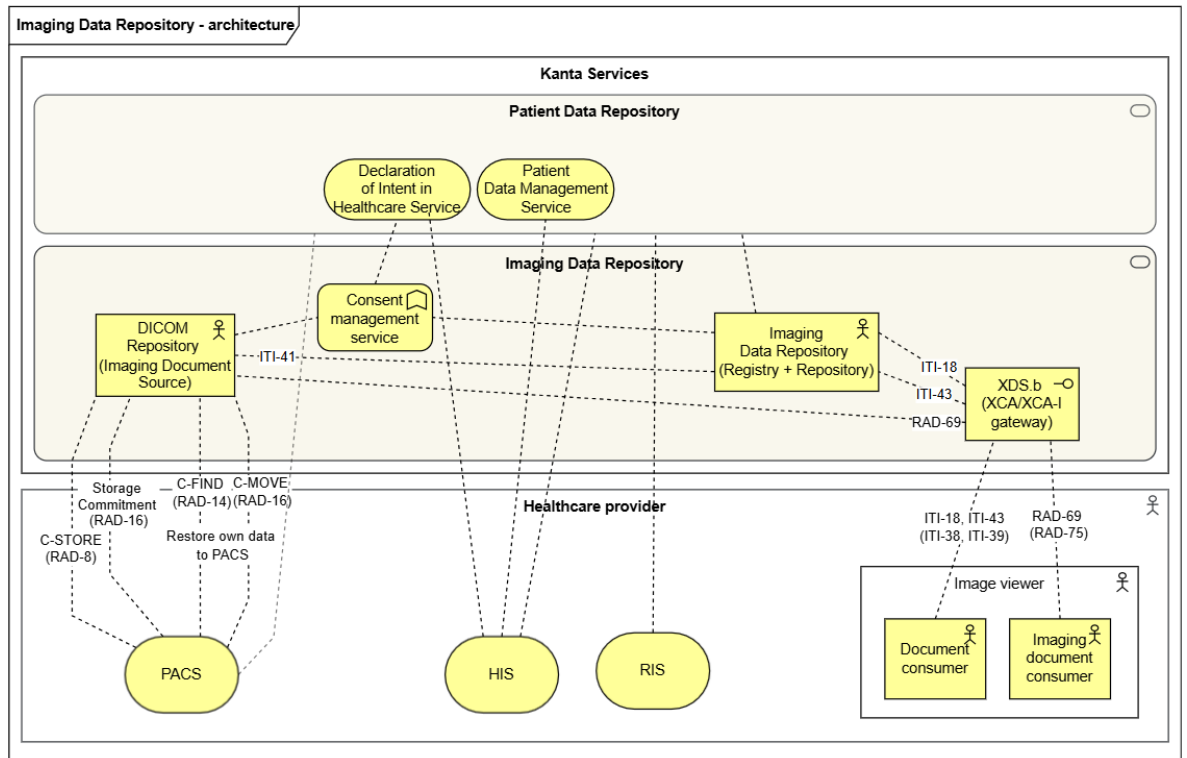 Imaging Data Repository - architecture
Kanta Services
Patient Data Repository
Declaration
of Intent in
Healthcare Service
Patient
Data Management
Service
Imaging Data Repository
Consent
management
service
DICOM
Repository
(Imaging Document
Source)
ITI-41
Imaging
Data Repository
(Registry + Repository)
ITI-18
ITI-43
RAD-69
XDS.b
(XCA/XCA-I
gateway)
Storage
Commitment
(RAD-16)
C-FIND
(RAD-14)
C-MOVE
(RAD-16)
C-STORE
(RAD-8)
Restore own data
to PACS
Healthcare provider
ITI-18, ITI-43
(ITI-38, ITI-39)
RAD-69
(RAD-75)
Image viewer
Document
consumer
Imaging
document
consumer
PACS
HIS
RIS